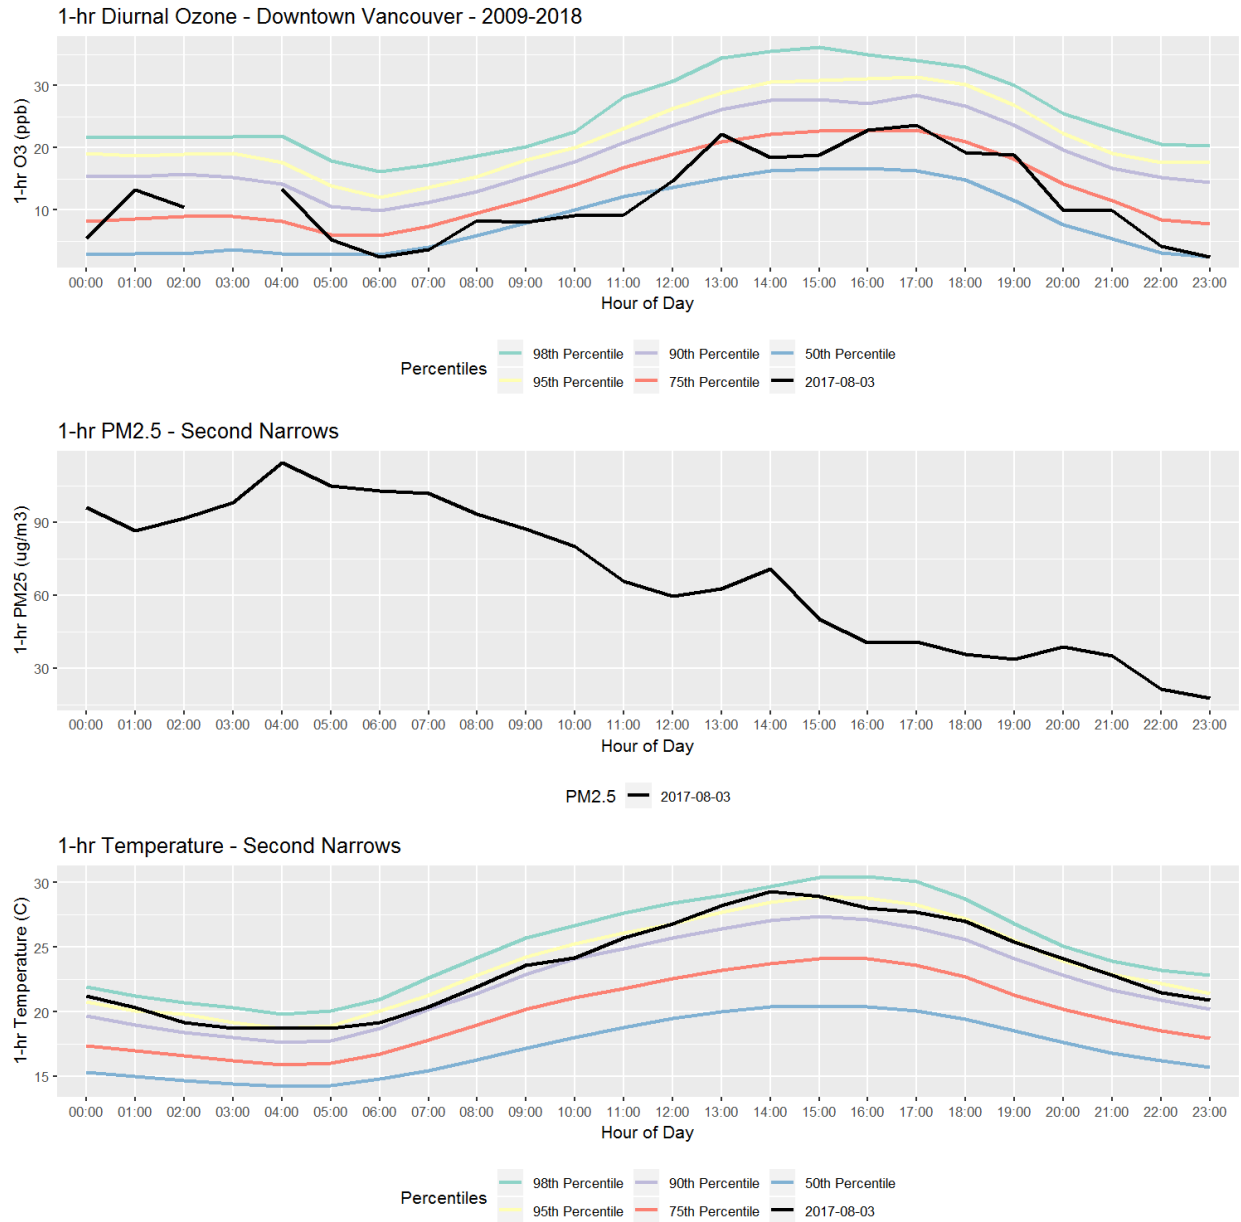 1-hr Diurnal Ozone - Downtown Vancouver - 2009-2018
1-hr O3 (ppb)
30
20
10
00:00 01:00 02:00 03:00 04:00 05:00 06:00 07:00 08:00 09:00 10:00 11:00 12:00 13:00 14:00 15:00 16:00 17:00 18:00 19:00 20:00 21:00 22:00 23:00
Hour of Day
Percentiles
98th Percentile 90th Percentile 50th Percentile
95th Percentile 75th Percentile 2017-08-03
1-hr PM2.5 - Second Narrows
1-hr PM25 (ug/m3)
90
60
30
00:00 01:00 02:00 03:00 04:00 05:00 06:00 07:00 08:00 09:00 10:00 11:00 12:00 13:00 14:00 15:00 16:00 17:00 18:00 19:00 20:00 21:00 22:00 23:00
Hour of Day
PM2.5 2017-08-03
1-hr Temperature - Second Narrows
1-hr Temperature (C)
30
25
20
15
00:00 01:00 02:00 03:00 04:00 05:00 06:00 07:00 08:00 09:00 10:00 11:00 12:00 13:00 14:00 15:00 16:00 17:00 18:00 19:00 20:00 21:00 22:00 23:00
Hour of Day
Percentiles
98th Percentile 90th Percentile 50th Percentile
95th Percentile 75th Percentile 2017-08-03